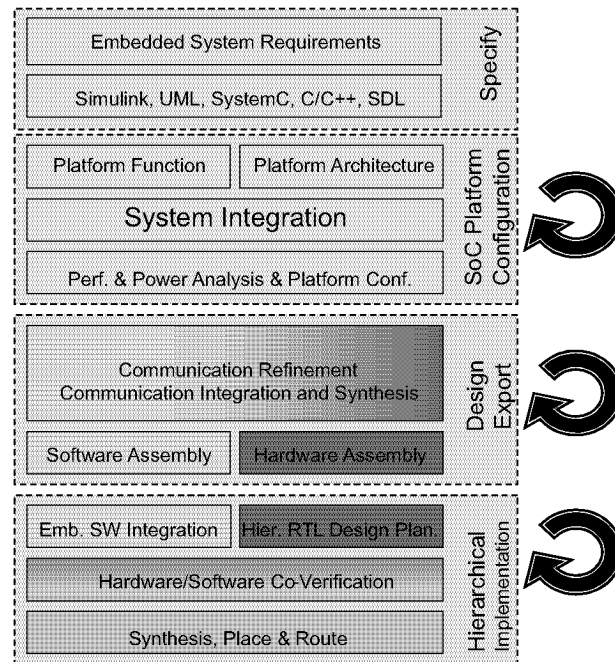 Embedded System Requirements
Simulink, UML, SystemC, C/C++, SDL
Specify
Platform Function
Platform Architecture
System Integration
Perf. & Power Analysis & Platform Conf.
SoC Platform
Configuration
Communication Refinement
Communication Integration and Synthesis
Software Assembly
Hardware Assembly
Design
Export
Emb. SW Integration
Hier. RTL Design Plan.
Hardware/Software Co-Verification
Synthesis, Place & Route
Hierarchical
Implementation